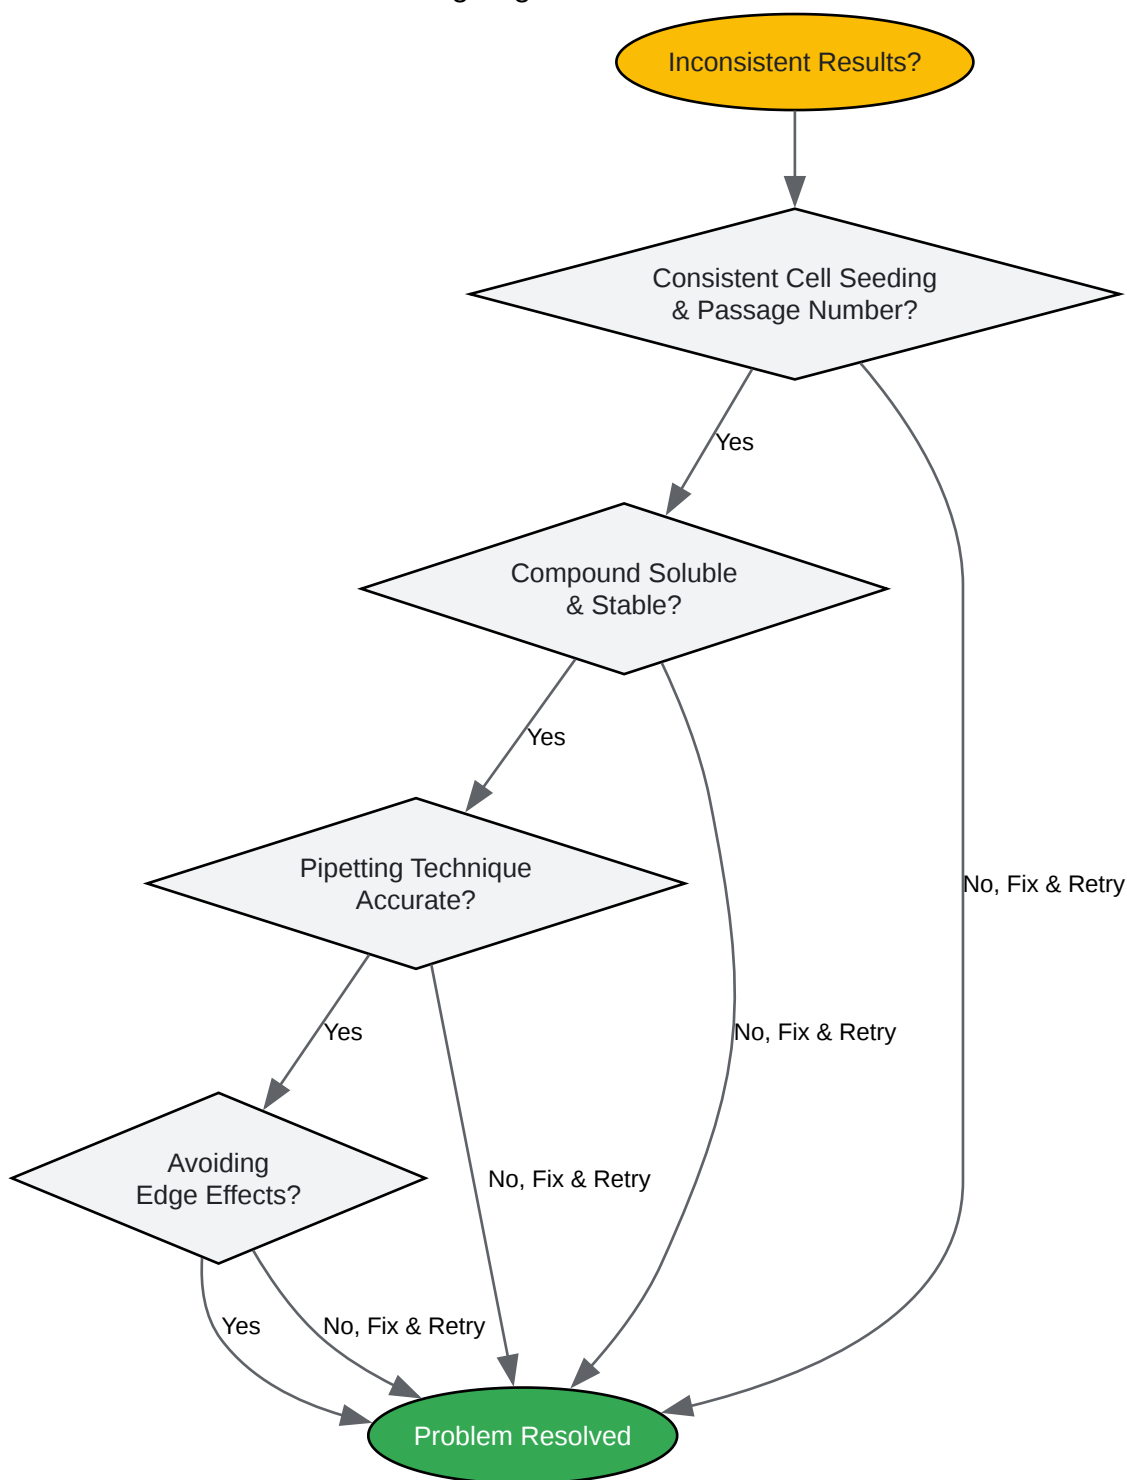 Inconsistent Results?
Consistent Cell Seeding
& Passage Number?
Yes
Compound Soluble
& Stable?
Yes
Pipetting Technique
Accurate?
No, Fix & Retry
Yes
No, Fix & Retry
Avoiding
Edge Effects?
No, Fix & Retry
Yes
No, Fix & Retry
Problem Resolved